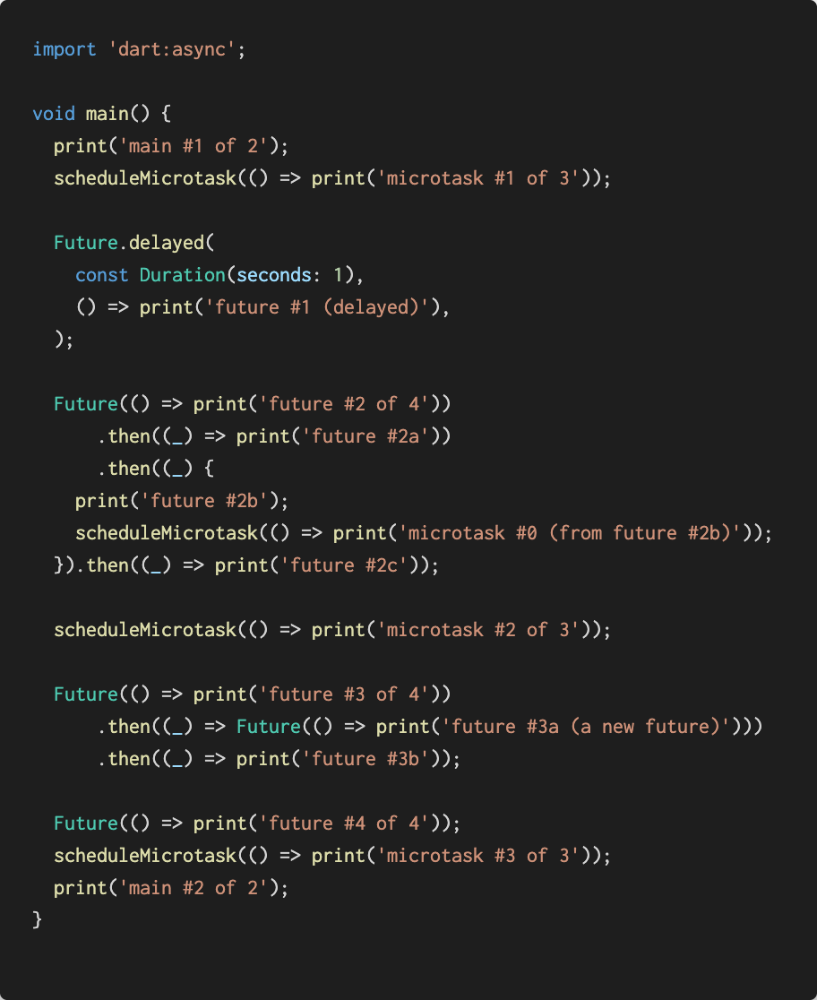 import 'dart:async';

void main() {
  print('main #1 of 2');
  scheduleMicrotask(() => print('microtask #1 of 3'));

  Future.delayed(
    const Duration(seconds: 1),
    () => print('future #1 (delayed)'),
  );

  Future(() => print('future #2 of 4'))
      .then((_) => print('future #2a'))
      .then((_) {
    print('future #2b');
    scheduleMicrotask(() => print('microtask #0 (from future #2b)'));
  }).then((_) => print('future #2c'));

  scheduleMicrotask(() => print('microtask #2 of 3'));

  Future(() => print('future #3 of 4'))
      .then((_) => Future(() => print('future #3a (a new future)')))
      .then((_) => print('future #3b'));

  Future(() => print('future #4 of 4'));
  scheduleMicrotask(() => print('microtask #3 of 3'));
  print('main #2 of 2');
}